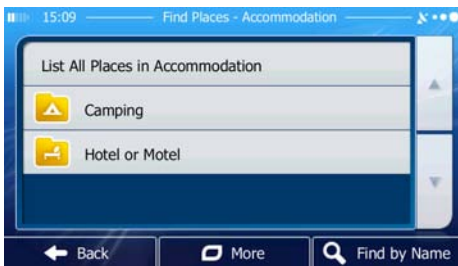 15:09 Find Places - Accommodation
List All Places in Accommodation
Camping
Hotel or Motel
Back More Find by Name